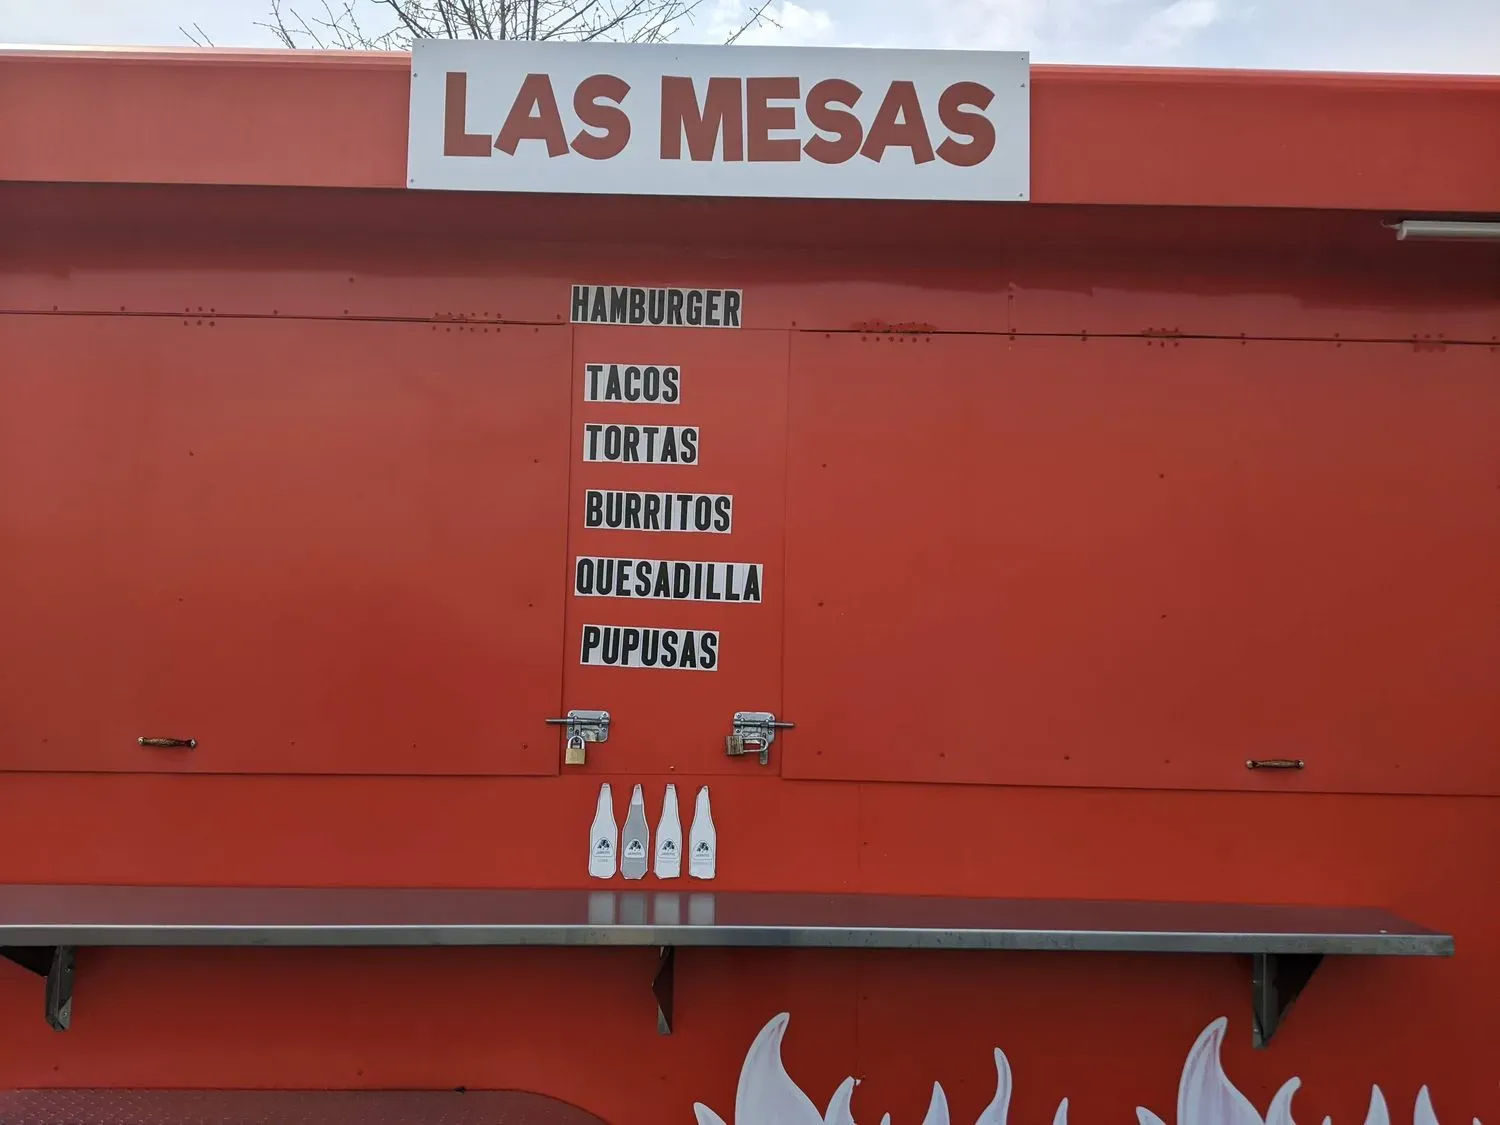 LAS MESAS
HAMBURGER
TACOS
TORTAS
BURRITOS
QUESADILLA
PUPUSAS